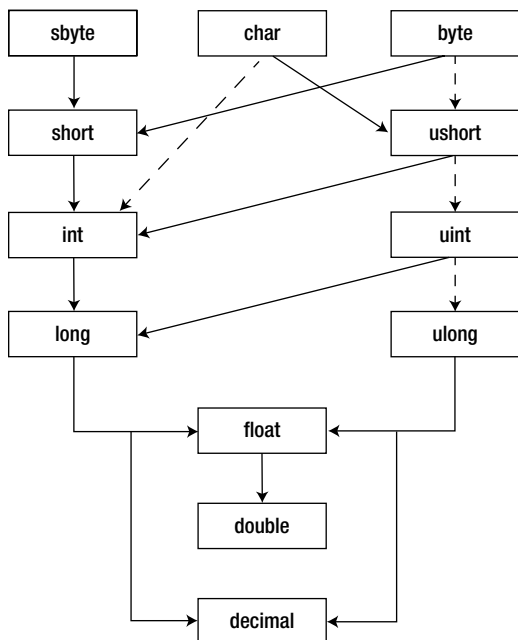 sbyte
char
byte
short
ushort
int
uint
long
ulong
float
double
decimal